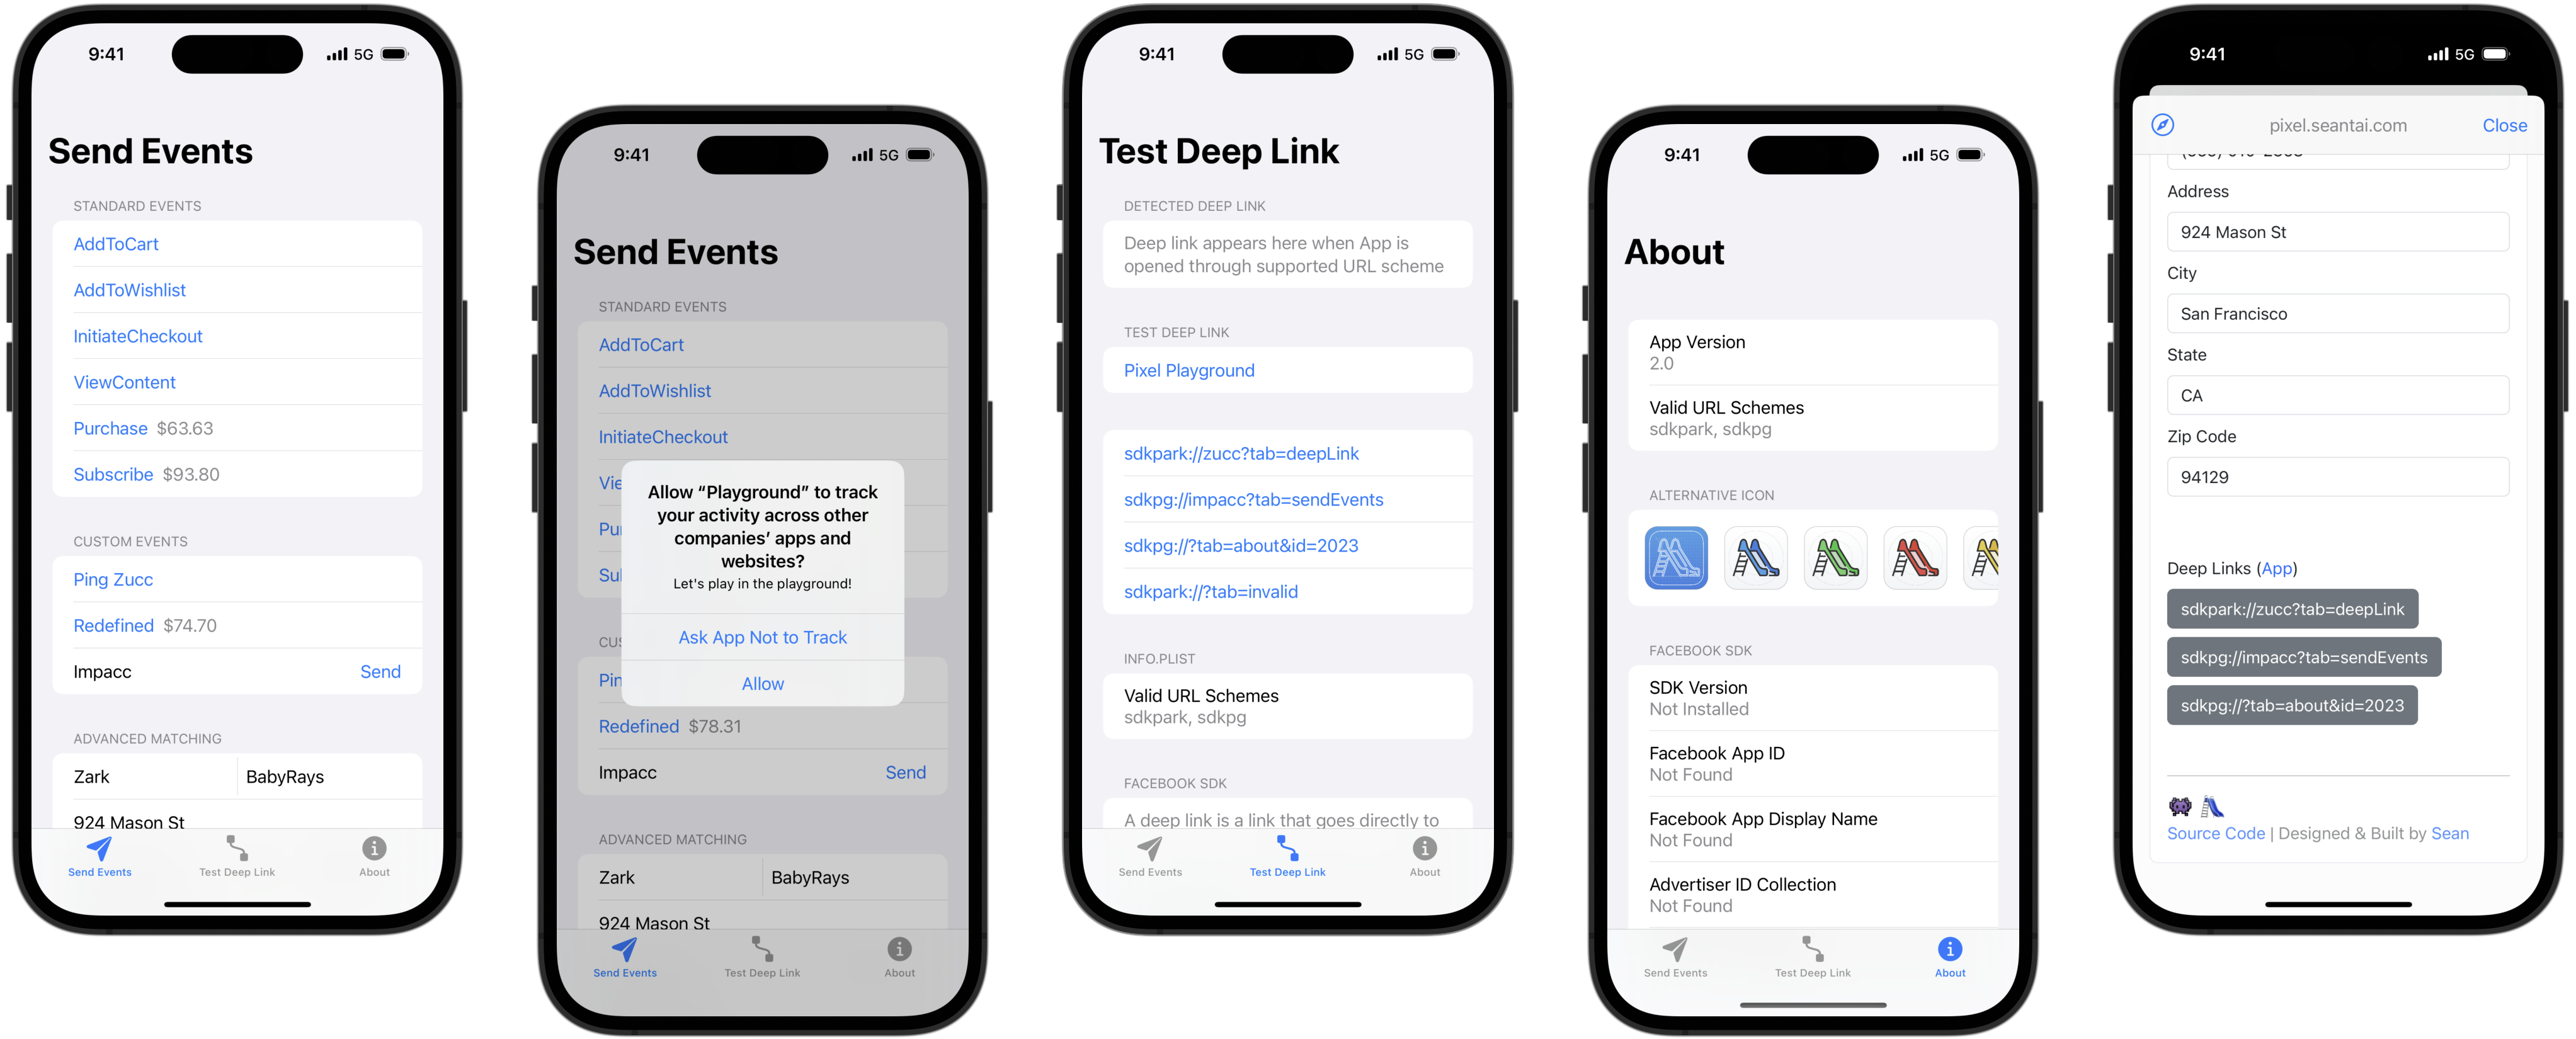 9:41
5G
Send Events
STANDARD EVENTS
AddToCart
AddToWishlist
InitiateCheckout
ViewContent
Purchase $63.63
Subscribe $93.80
CUSTOM EVENTS
Ping Zucc
Redefined $74.70
Impacc Send
ADVANCED MATCHING
Zark BabyRays
924 Mason St
Send Events Test Deep Link About
9:41
5G
Send Events
STANDARD EVENTS
AddToCart
AddToWishlist
InitiateCheckout
Vie
Pu
Su
Allow “Playground” to track
your activity across other
companies’ apps and
websites?
Let's play in the playground!
Ask App Not to Track
Allow
CUS
Pin
Redefined $78.31
Impacc Send
ADVANCED MATCHING
Zark BabyRays
924 Mason St
Send Events Test Deep Link About
9:41
5G
Test Deep Link
DETECTED DEEP LINK
Deep link appears here when App is
opened through supported URL scheme
TEST DEEP LINK
Pixel Playground
sdkpark://zucc?tab=deepLink
sdkpg://impacc?tab=sendEvents
sdkpg://?tab=about&id=2023
sdkpark://?tab=invalid
INFO.PLIST
Valid URL Schemes
sdkpark, sdkpg
FACEBOOK SDK
A deep link is a link that goes directly to
Send Events Test Deep Link About
9:41
5G
About
App Version
2.0
Valid URL Schemes
sdkpark, sdkpg
ALTERNATIVE ICON
FACEBOOK SDK
SDK Version
Not Installed
Facebook App ID
Not Found
Facebook App Display Name
Not Found
Advertiser ID Collection
Not Found
Send Events Test Deep Link About
9:41
5G
pixel.seantai.com Close
Address
924 Mason St
City
San Francisco
State
CA
Zip Code
94129
Deep Links (App)
sdkpark://zucc?tab=deepLink
sdkpg://impacc?tab=sendEvents
sdkpg://?tab=about&id=2023
Source Code | Designed & Built by Sean